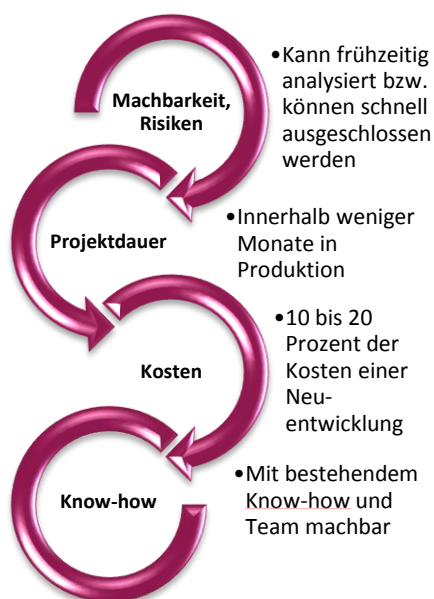 Machbarkeit,
Risiken
•Kann frühzeitig
analysiert bzw.
können schnell
ausgeschlossen
werden
Projektdauer
•Innerhalb weniger
Monate in
Produktion
Kosten
•10 bis 20
Prozent der
Kosten einer
Neu-
entwicklung
Know-how
•Mit bestehendem
Know-how und
Team machbar